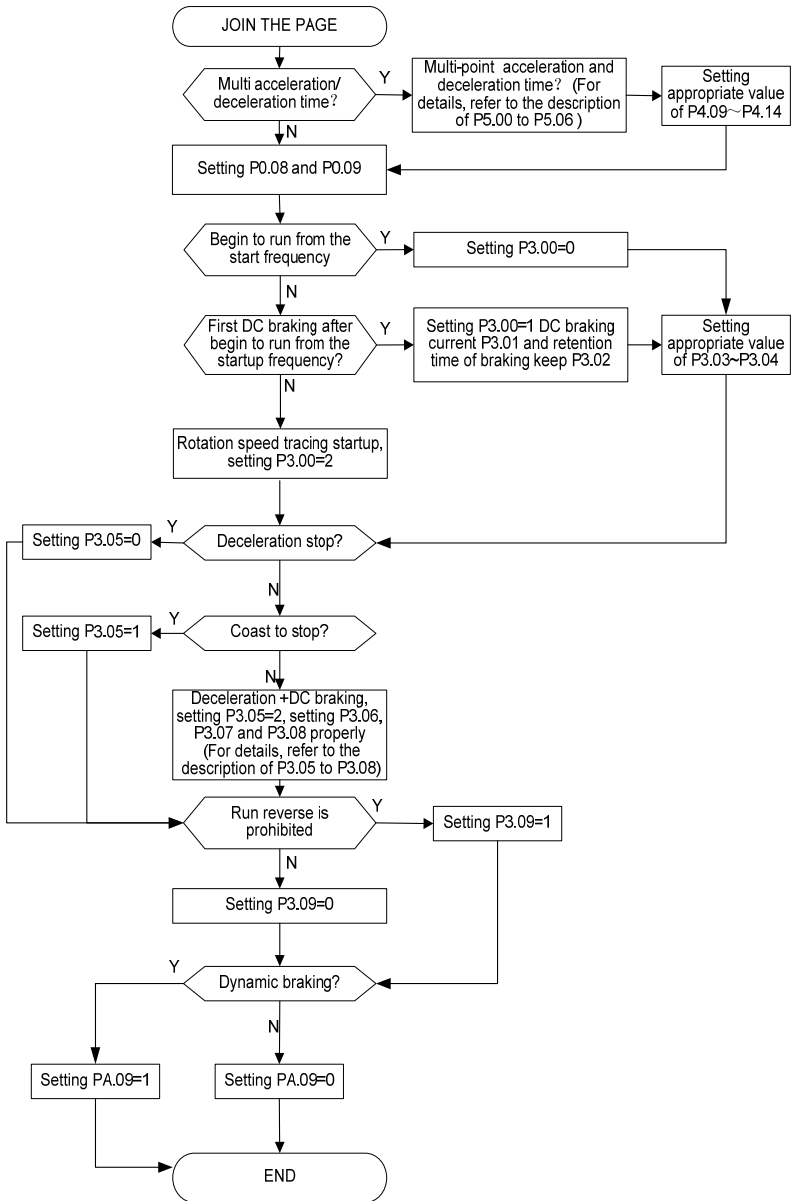 JOIN THE PAGE
Multi acceleration/
deceleration time?
Y
Multi-point acceleration and
deceleration time? (For
details, refer to the description
of P5.00 to P5.06 )
Setting
appropriate value
of P4.09～P4.14
N
Setting P0.08 and P0.09
Begin to run from the
start frequency
Y
Setting P3.00=0
N
First DC braking after
begin to run from the
startup frequency?
Y
Setting P3.00=1 DC braking
current P3.01 and retention
time of braking keep P3.02
Setting
appropriate value
of P3.03~P3.04
N
Rotation speed tracing startup,
setting P3.00=2
Setting P3.05=0
Y
Deceleration stop?
N
Setting P3.05=1
Y
Coast to stop?
N
Deceleration +DC braking,
setting P3.05=2, setting P3.06,
P3.07 and P3.08 properly
(For details, refer to the
description of P3.05 to P3.08)
Run reverse is
prohibited
Y
Setting P3.09=1
N
Setting P3.09=0
Y
Dynamic braking?
N
Setting PA.09=1
Setting PA.09=0
END